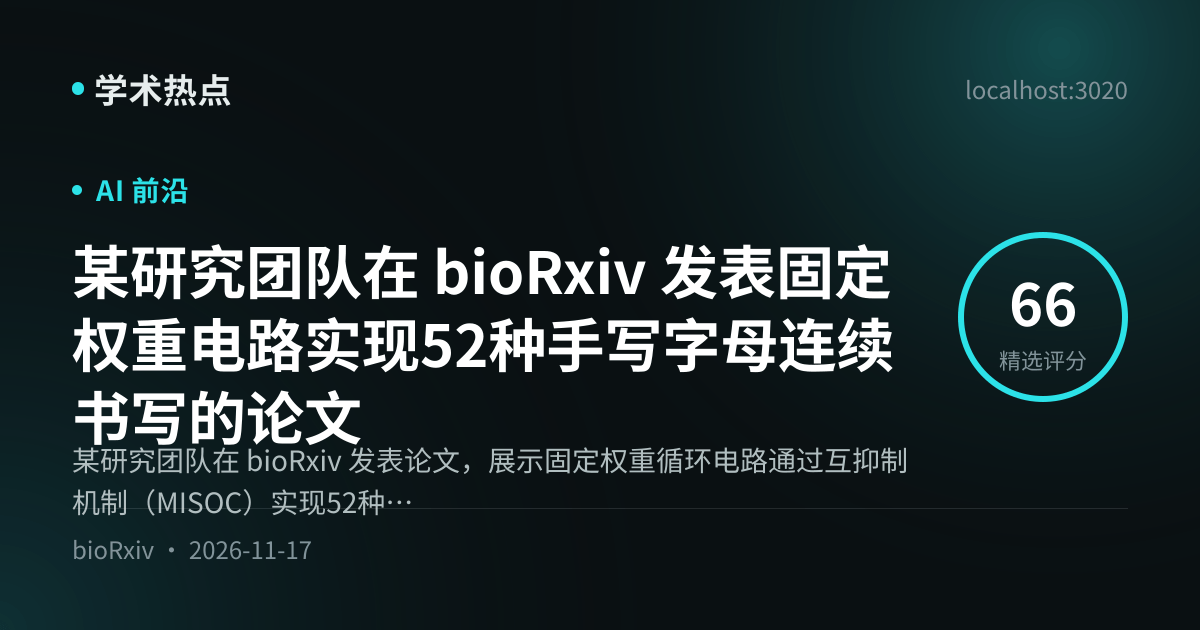 学术热点
localhost:3020
AI 前沿
某研究团队在 bioRxiv 发表固定
权重电路实现52种手写字母连续
书写的论文
66
精选评分
某研究团队在 bioRxiv 发表论文，展示固定权重循环电路通过互抑制
机制（MISOC）实现52种…
bioRxiv · 2026-11-17